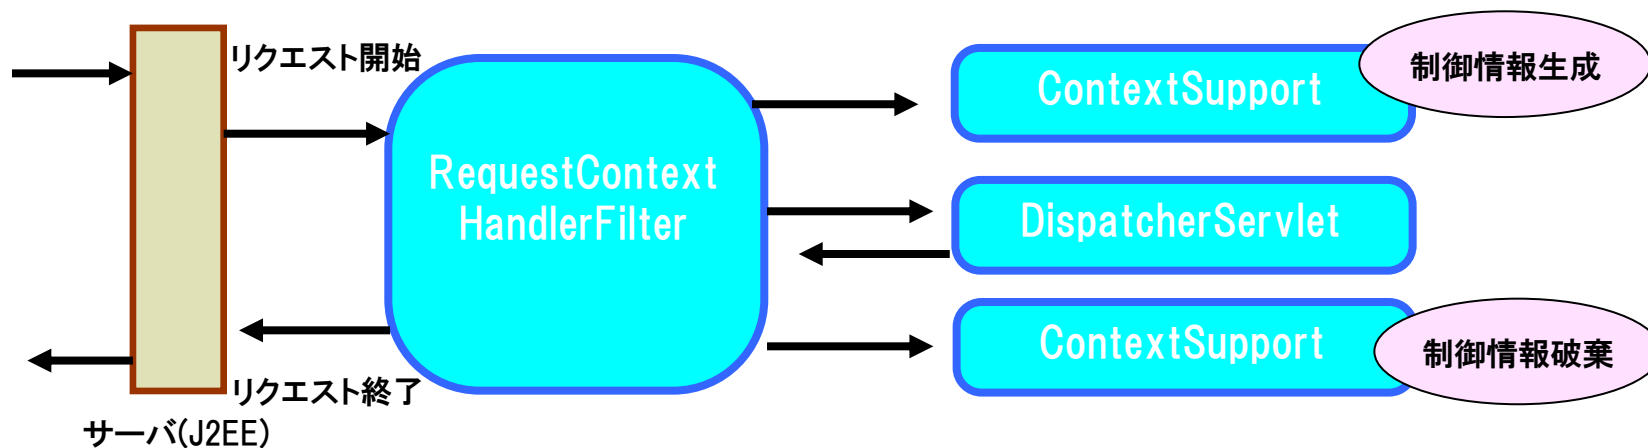 リクエスト開始
ContextSupport
制御情報生成
RequestContext
HandlerFilter
DispatcherServlet
ContextSupport
制御情報破棄
リクエスト終了
サーバ(J2EE)